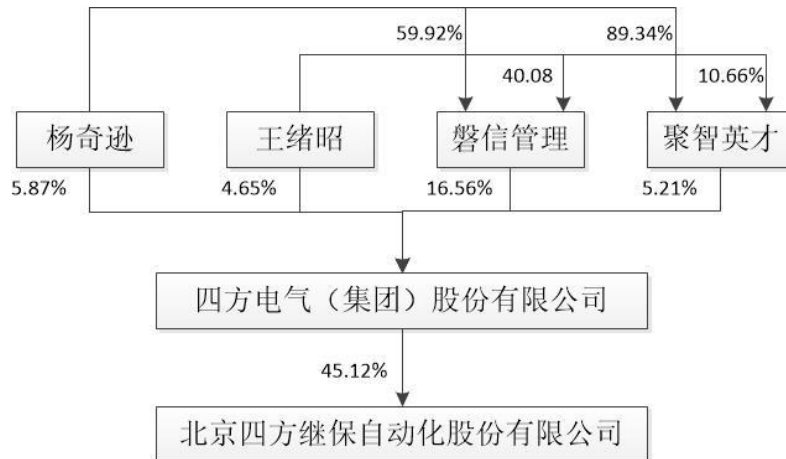 59.92%
89.34%
40.08
10.66%
杨奇逊
王绪昭
磐信管理
聚智英才
5.87%
4.65%
16.56%
5.21%
四方电气（集团）股份有限公司
45.12%
北京四方继保自动化股份有限公司